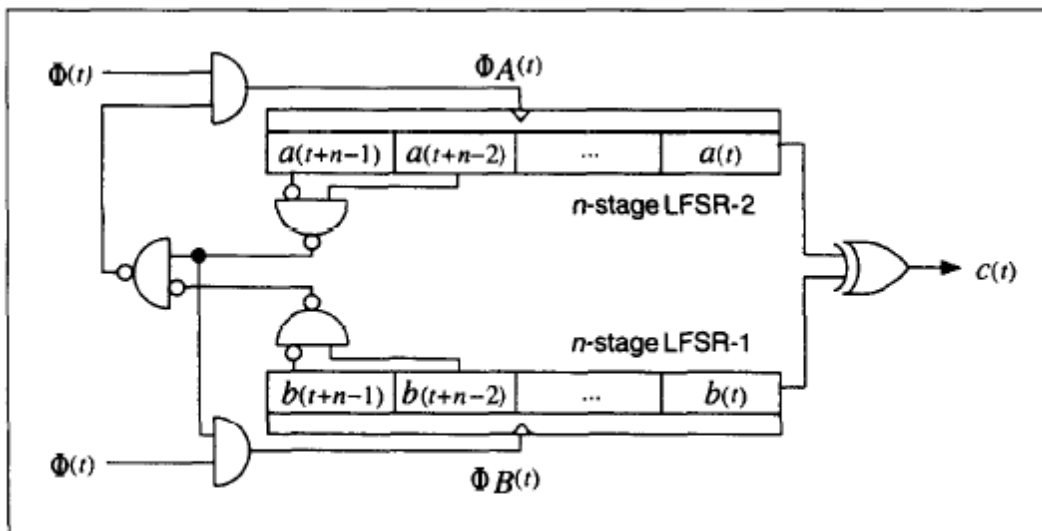 Φ(t)
ΦA(t)
a(t+n−1) a(t+n−2) ... a(t)
n-stage LFSR-2
c(t)
n-stage LFSR-1
b(t+n−1) b(t+n−2) ... b(t)
Φ(t)
ΦB(t)